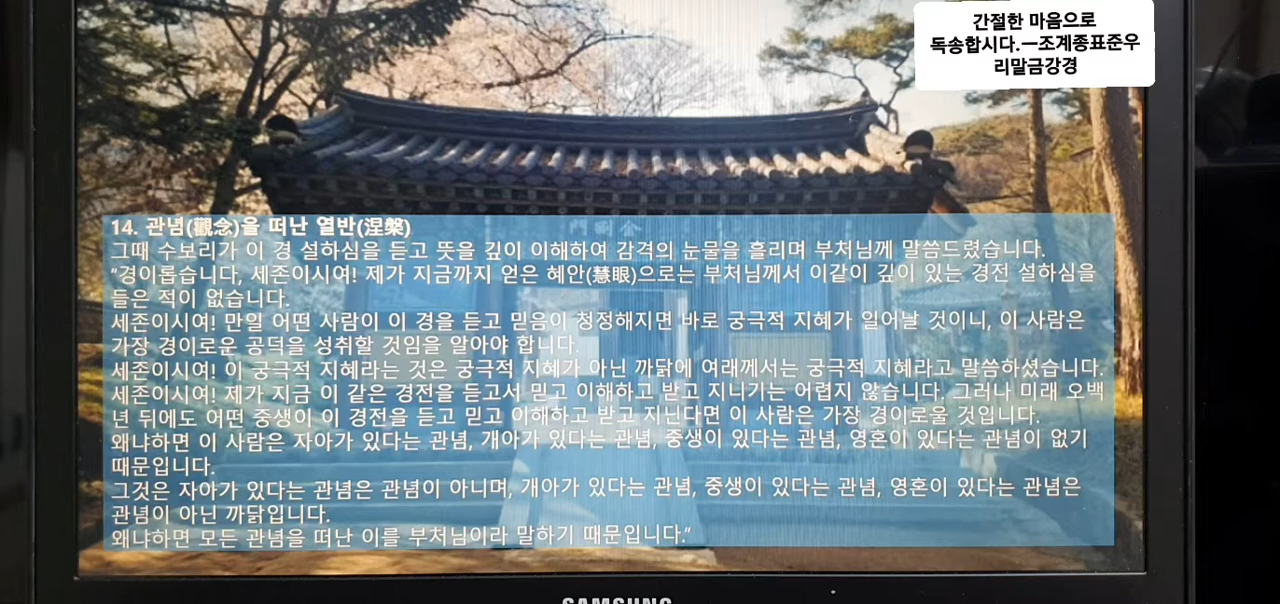 간절한 마음으로
독송합시다.ㅡ조계종표준우
리말금강경
14. 관념(觀念)을 떠난 열반(涅槃)
그때 수보리가 이 경 설하심을 듣고 뜻을 깊이 이해하여 감격의 눈물을 흘리며 부처님께 말씀드렸습니다.
“경이롭습니다, 세존이시여! 제가 지금까지 얻은 혜안(慧眼)으로는 부처님께서 이같이 깊이 있는 경전 설하심을
들은 적이 없습니다.
세존이시여! 만일 어떤 사람이 이 경을 듣고 믿음이 청정해지면 바로 궁극적 지혜가 일어날 것이니, 이 사람은
가장 경이로운 공덕을 성취할 것임을 알아야 합니다.
세존이시여! 이 궁극적 지혜라는 것은 궁극적 지혜가 아닌 까닭에 여래께서는 궁극적 지혜라고 말씀하셨습니다.
세존이시여! 제가 지금 이 같은 경전을 듣고서 믿고 이해하고 받고 지니기는 어렵지 않습니다. 그러나 미래 오백
년 뒤에도 어떤 중생이 이 경전을 듣고 믿고 이해하고 받고 지닌다면 이 사람은 가장 경이로울 것입니다.
왜냐하면 이 사람은 자아가 있다는 관념, 개아가 있다는 관념, 중생이 있다는 관념, 영혼이 있다는 관념이 없기
때문입니다.
그것은 자아가 있다는 관념은 관념이 아니며, 개아가 있다는 관념, 중생이 있다는 관념, 영혼이 있다는 관념은
관념이 아닌 까닭입니다.
왜냐하면 모든 관념을 떠난 이를 부처님이라 말하기 때문입니다.”
SAMSUNG